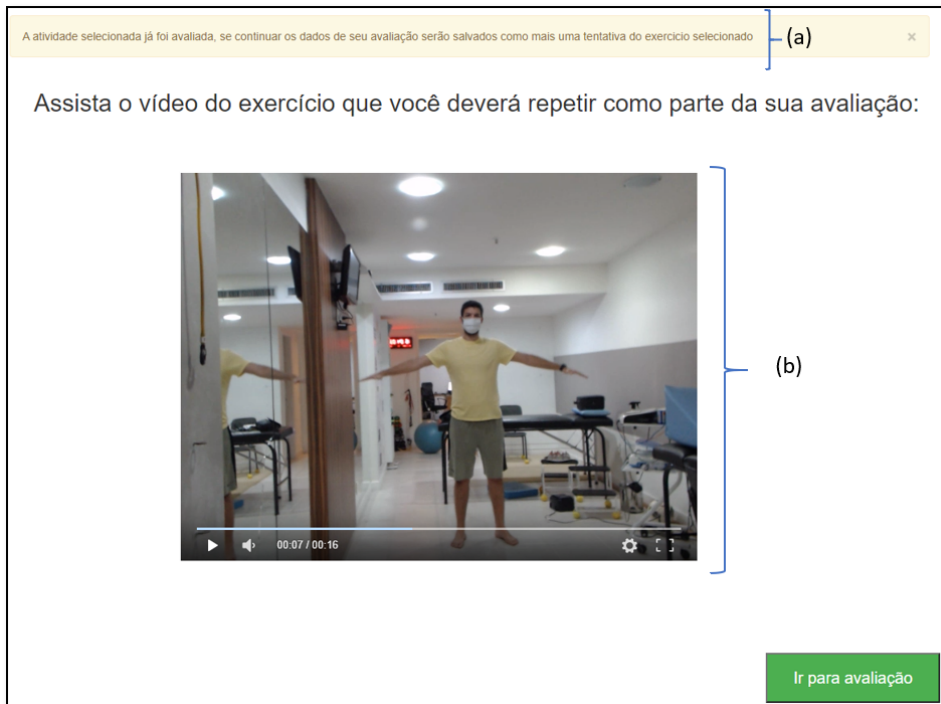 A atividade selecionada já foi avaliada, se continuar os dados de seu avaliação serão salvados como mais uma tentativa do exercicio selecionado
(a)
×
Assista o vídeo do exercício que você deverá repetir como parte da sua avaliação:
(b)
00:07 / 00:16
Ir para avaliação